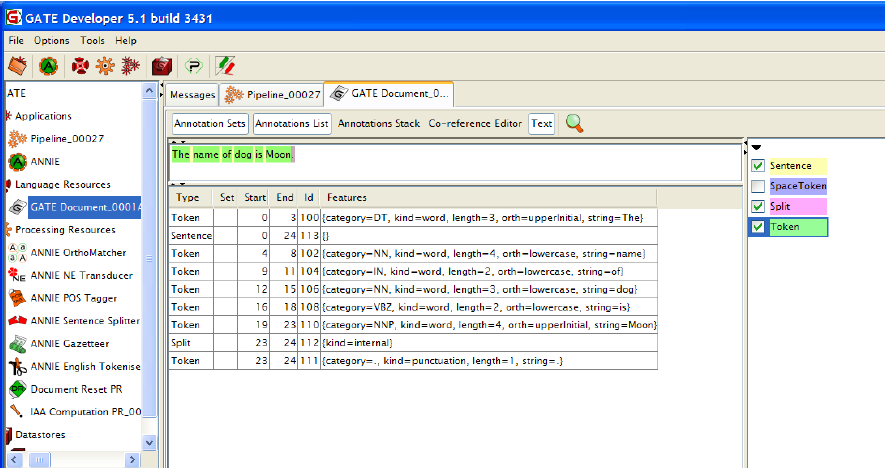 GATE Developer 5.1 build 3431
File Options Tools Help
ATE
Applications
Pipeline_00027
ANNIE
Language Resources
GATE Document_0001A
Processing Resources
ANNIE OrthoMatcher
ANNIE NE Transducer
ANNIE POS Tagger
ANNIE Sentence Splitter
ANNIE Gazetteer
ANNIE English Tokenise
Document Reset PR
IAA Computation PR_00
Datastores
Messages Pipeline_00027 GATE Document_0...
Annotation Sets Annotations List Annotations Stack Co-reference Editor Text
The name of dog is Moon.
Type Set Start End Id Features
Token 0 3 100 {category=DT, kind=word, length=3, orth=upperInitial, string=The}
Sentence 0 24 113 {}
Token 4 8 102 {category=NN, kind=word, length=4, orth=lowercase, string=name}
Token 9 11 104 {category=IN, kind=word, length=2, orth=lowercase, string=of}
Token 12 15 106 {category=NN, kind=word, length=3, orth=lowercase, string=dog}
Token 16 18 108 {category=VBZ, kind=word, length=2, orth=lowercase, string=is}
Token 19 23 110 {category=NNP, kind=word, length=4, orth=upperInitial, string=Moon}
Split 23 24 112 {kind=internal}
Token 23 24 111 {category=., kind=punctuation, length=1, string=.}
Sentence
SpaceToken
Split
Token